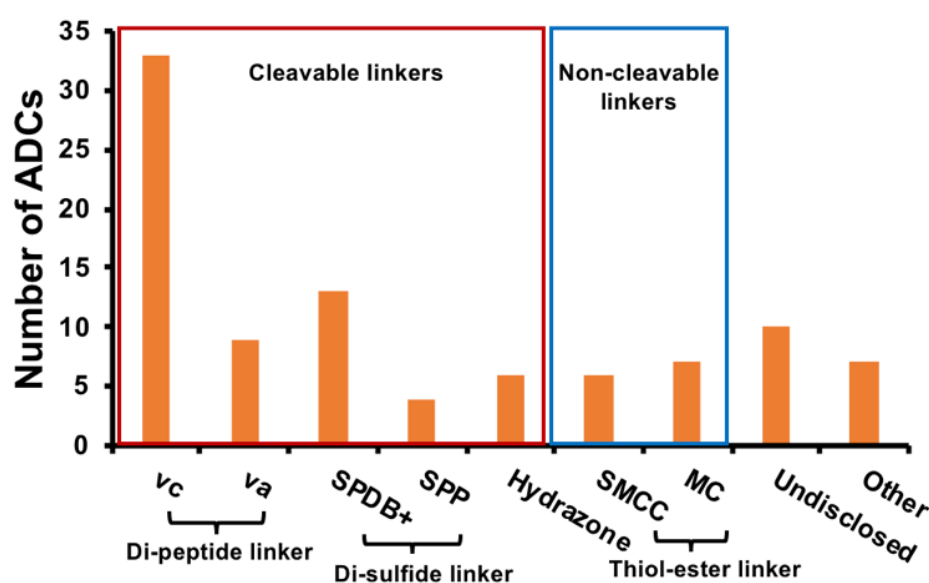 Number of ADCs
35
30
25
20
15
10
5
0
Cleavable linkers
Non-cleavable
linkers
vc
va
SPDB+
SPP
Hydrazone
SMCC
MC
Undisclosed
Other
Di-peptide linker
Di-sulfide linker
Thiol-ester linker